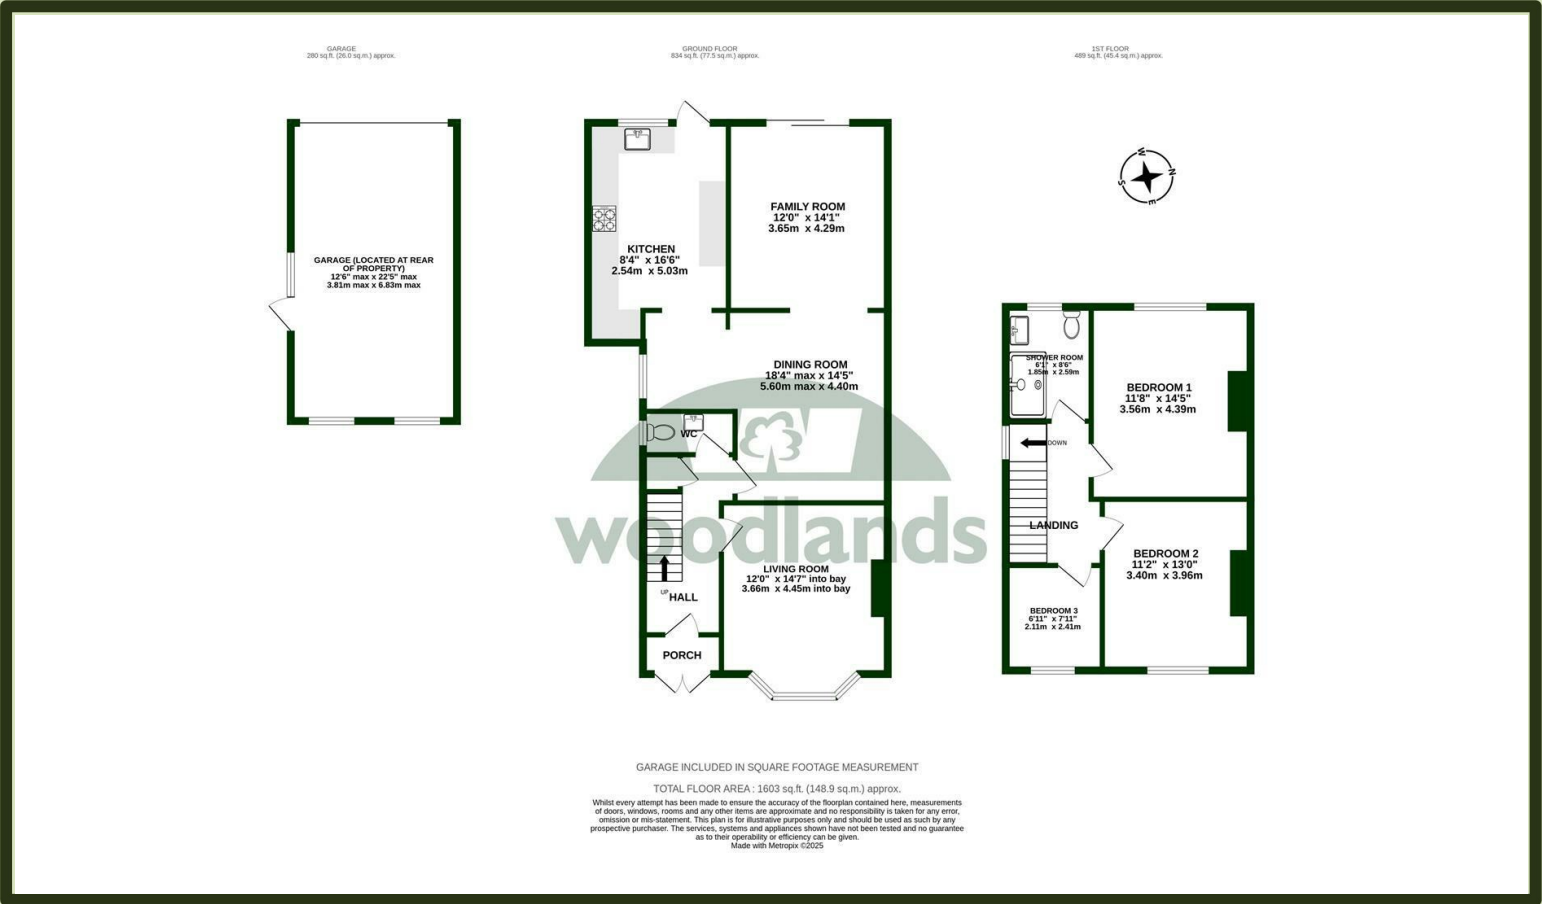 GARAGE
280 sq.ft. (26.0 sq.m.) approx.
GROUND FLOOR
834 sq.ft. (77.5 sq.m.) approx.
1ST FLOOR
489 sq.ft. (45.4 sq.m.) approx.
W
N
S
E
FAMILY ROOM
12'0" x 14'1"
3.65m x 4.29m
KITCHEN
8'4" x 16'6"
2.54m x 5.03m
GARAGE (LOCATED AT REAR
OF PROPERTY)
12'6" max x 22'5" max
3.81m max x 6.83m max
DINING ROOM
18'4" max x 14'5"
5.60m max x 4.40m
SHOWER ROOM
6'1" x 8'6"
1.85m x 2.59m
BEDROOM 1
11'8" x 14'5"
3.56m x 4.39m
WC
DOWN
woodlands
LANDING
BEDROOM 2
11'2" x 13'0"
3.40m x 3.96m
LIVING ROOM
12'0" x 14'7" into bay
3.66m x 4.45m into bay
UP
HALL
BEDROOM 3
6'11" x 7'11"
2.11m x 2.41m
PORCH
GARAGE INCLUDED IN SQUARE FOOTAGE MEASUREMENT
TOTAL FLOOR AREA : 1603 sq.ft. (148.9 sq.m.) approx.
Whilst every attempt has been made to ensure the accuracy of the floorplan contained here, measurements
of doors, windows, rooms and any other items are approximate and no responsibility is taken for any error,
omission or mis-statement. This plan is for illustrative purposes only and should be used as such by any
prospective purchaser. The services, systems and appliances shown have not been tested and no guarantee
as to their operability or efficiency can be given.
Made with Metropix ©2025